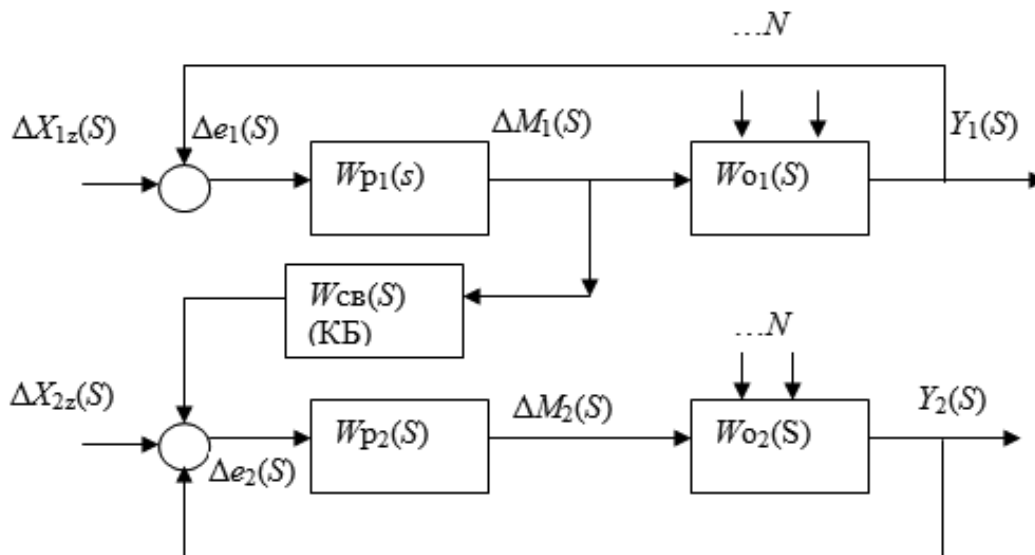 ...N
ΔX1z(S)
Δe1(S)
ΔM1(S)
Y1(S)
Wp1(s)
Wo1(S)
Wсв(S)
(КБ)
...N
ΔX2z(S)
ΔM2(S)
Y2(S)
Wp2(S)
Wo2(S)
Δe2(S)